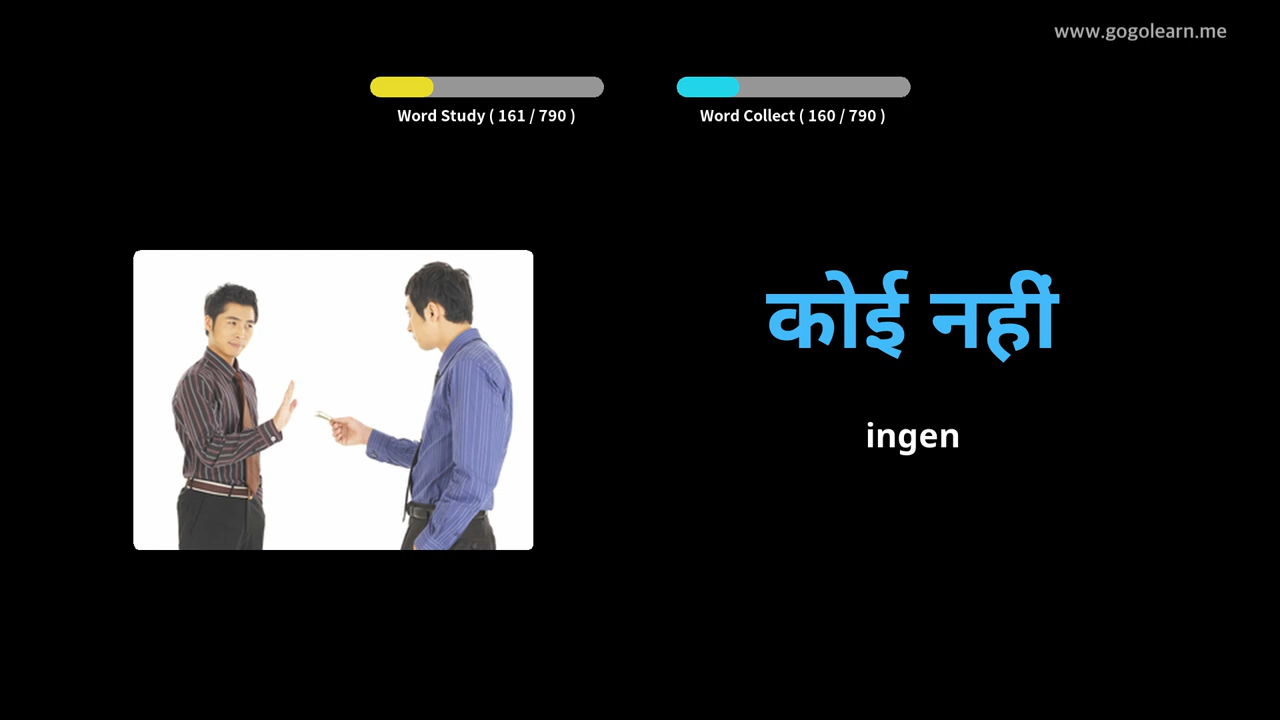 www.gogolearn.me
Word Study ( 161 / 790 )
Word Collect ( 160 / 790 )
कोई नहीं
ingen